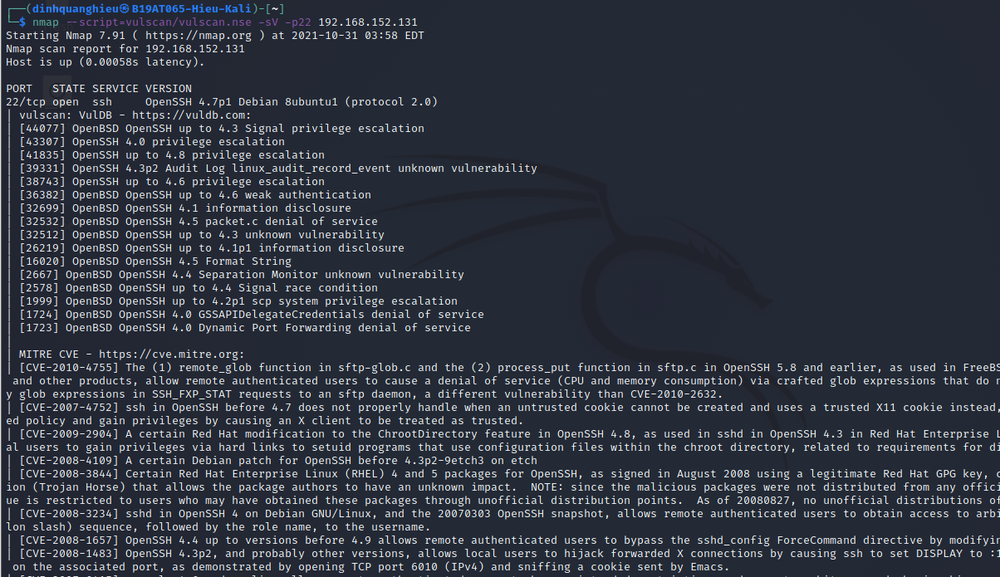 ┌──(dinhquanghieu㉿B19AT065-Hieu-Kali)-[~]
└─$ nmap --script=vulscan/vulscan.nse -sV -p22 192.168.152.131
Starting Nmap 7.91 ( https://nmap.org ) at 2021-10-31 03:58 EDT
Nmap scan report for 192.168.152.131
Host is up (0.00058s latency).
PORT   STATE SERVICE VERSION
22/tcp open  ssh     OpenSSH 4.7p1 Debian 8ubuntu1 (protocol 2.0)
| vulscan: VulDB - https://vuldb.com:
| [44077] OpenBSD OpenSSH up to 4.3 Signal privilege escalation
| [43307] OpenSSH 4.0 privilege escalation
| [41835] OpenSSH up to 4.8 privilege escalation
| [39331] OpenSSH 4.3p2 Audit Log linux_audit_record_event unknown vulnerability
| [38743] OpenSSH up to 4.6 privilege escalation
| [36382] OpenBSD OpenSSH up to 4.6 weak authentication
| [32699] OpenBSD OpenSSH 4.1 information disclosure
| [32532] OpenBSD OpenSSH 4.5 packet.c denial of service
| [32512] OpenBSD OpenSSH up to 4.3 unknown vulnerability
| [26219] OpenBSD OpenSSH up to 4.1p1 information disclosure
| [16020] OpenBSD OpenSSH 4.5 Format String
| [2667] OpenBSD OpenSSH 4.4 Separation Monitor unknown vulnerability
| [2578] OpenBSD OpenSSH up to 4.4 Signal race condition
| [1999] OpenBSD OpenSSH up to 4.2p1 scp system privilege escalation
| [1724] OpenBSD OpenSSH 4.0 GSSAPIDelegateCredentials denial of service
| [1723] OpenBSD OpenSSH 4.0 Dynamic Port Forwarding denial of service
|
| MITRE CVE - https://cve.mitre.org:
| [CVE-2010-4755] The (1) remote_glob function in sftp-glob.c and the (2) process_put function in sftp.c in OpenSSH 5.8 and earlier, as used in FreeBS
 and other products, allow remote authenticated users to cause a denial of service (CPU and memory consumption) via crafted glob expressions that do n
y glob expressions in SSH_FXP_STAT requests to an sftp daemon, a different vulnerability than CVE-2010-2632.
| [CVE-2007-4752] ssh in OpenSSH before 4.7 does not properly handle when an untrusted cookie cannot be created and uses a trusted X11 cookie instead,
ed policy and gain privileges by causing an X client to be treated as trusted.
| [CVE-2009-2904] A certain Red Hat modification to the ChrootDirectory feature in OpenSSH 4.8, as used in sshd in OpenSSH 4.3 in Red Hat Enterprise L
al users to gain privileges via hard links to setuid programs that use configuration files within the chroot directory, related to requirements for di
| [CVE-2008-4109] A certain Debian patch for OpenSSH before 4.3p2-9etch3 on etch
| [CVE-2008-3844] Certain Red Hat Enterprise Linux (RHEL) 4 and 5 packages for OpenSSH, as signed in August 2008 using a legitimate Red Hat GPG key, c
ion (Trojan Horse) that allows the package authors to have an unknown impact.  NOTE: since the malicious packages were not distributed from any offici
ue is restricted to users who may have obtained these packages through unofficial distribution points.  As of 20080827, no unofficial distributions of
| [CVE-2008-3234] sshd in OpenSSH 4 on Debian GNU/Linux, and the 20070303 OpenSSH snapshot, allows remote authenticated users to obtain access to arbi
lon slash) sequence, followed by the role name, to the username.
| [CVE-2008-1657] OpenSSH 4.4 up to versions before 4.9 allows remote authenticated users to bypass the sshd_config ForceCommand directive by modifyin
| [CVE-2008-1483] OpenSSH 4.3p2, and probably other versions, allows local users to hijack forwarded X connections by causing ssh to set DISPLAY to :1
 on the associated port, as demonstrated by opening TCP port 6010 (IPv4) and sniffing a cookie sent by Emacs.